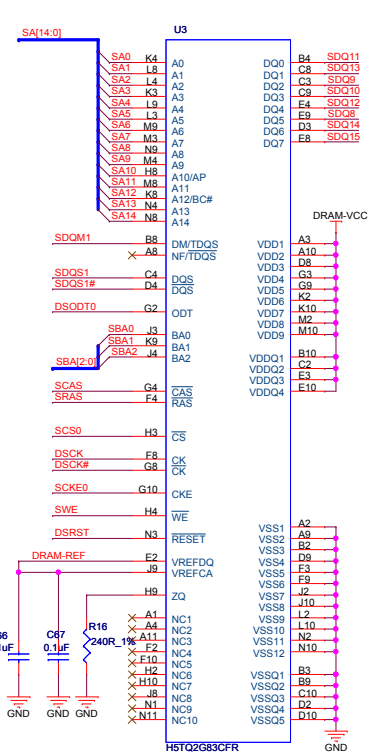 U3
SA[14:0]
SA0 K4 A0 DQ0 B4 SDQ11
SA1 L8 A1 DQ1 C8 SDQ13
SA2 L4 A2 DQ2 C3 SDQ9
SA3 K3 A3 DQ3 C9 SDQ10
SA4 L9 A4 DQ4 E4 SDQ12
SA5 L3 A5 DQ5 E9 SDQ8
SA6 M9 A6 DQ6 D3 SDQ14
SA7 M3 A7 DQ7 E8 SDQ15
SA8 N9 A8
SA9 M4 A9
SA10 H8 A10/AP
SA11 M8 A11
SA12 K8 A12/BC#
SA13 N4 A13
SA14 N8 A14
DRAM-VCC
SDQM1 B8 DM/TDQS VDD1 A3
A8 NF/TDQS VDD2 A10
VDD3 D8
SDQS1 C4 DQS VDD4 G3
SDQS1# D4 DQS VDD5 G9
VDD6 K2
DSODT0 G2 ODT VDD7 K10
VDD8 M2
VDD9 M10
SBA0 J3 BA0
SBA1 K9 BA1
SBA2 J4 BA2
SBA[2:0]
VDDQ1 B10
VDDQ2 C2
VDDQ3 E3
VDDQ4 E10
SCAS G4 CAS
SRAS F4 RAS
SCS0 H3 CS
DSCK F8 CK
DSCK# G8 CK
SCKE0 G10 CKE
SWE H4 WE
DSRST N3 RESET
DRAM-REF E2 VREFDQ
J9 VREFCA
VSS1 A2
VSS2 A9
VSS3 B2
VSS4 D9
VSS5 F3
VSS6 F9
VSS7 J2
VSS8 J10
VSS9 L2
VSS10 L10
VSS11 N2
VSS12 N10
H9 ZQ
C67
0.1uF
R16
240R_1%
6
1uF
A1 NC1
A4 NC2
A11 NC3
F2 NC4
F10 NC5
H2 NC6
H10 NC7
J8 NC8
N1 NC9
N11 NC10
VSSQ1 B3
VSSQ2 B9
VSSQ3 C10
VSSQ4 D2
VSSQ5 D10
GND GND GND
GND
H5TQ2G83CFR